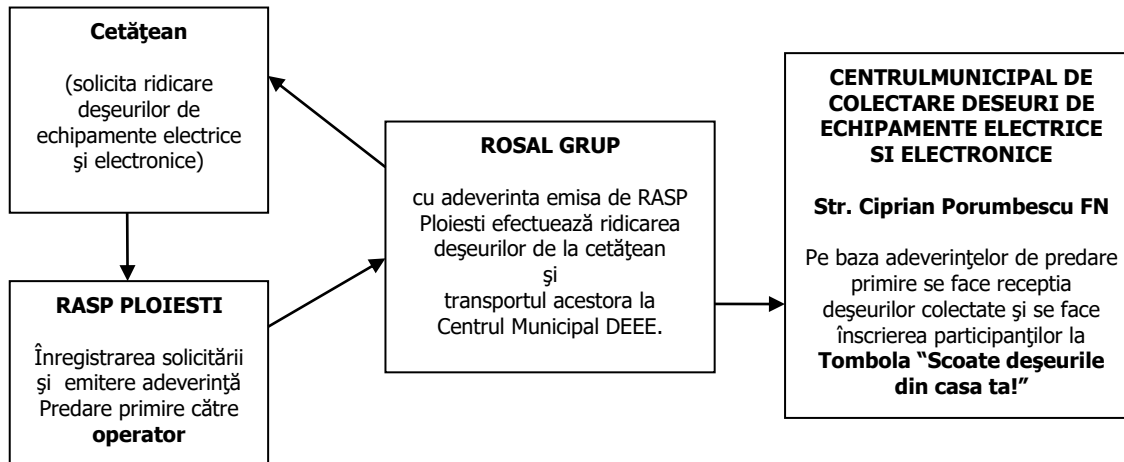 Cetăţean
(solicita ridicare
deşeurilor de
echipamente electrice
şi electronice)
RASP PLOIESTI
Înregistrarea solicitării
şi emitere adeverinţă
Predare primire către
operator
ROSAL GRUP
cu adeverinta emisa de RASP
Ploiesti efectuează ridicarea
deşeurilor de la cetăţean
şi
transportul acestora la
Centrul Municipal DEEE.
CENTRULMUNICIPAL DE
COLECTARE DESEURI DE
ECHIPAMENTE ELECTRICE
SI ELECTRONICE
Str. Ciprian Porumbescu FN
Pe baza adeverinţelor de predare
primire se face receptia
deşeurilor colectate şi se face
înscrierea participanţilor la
Tombola “Scoate deşeurile
din casa ta!”